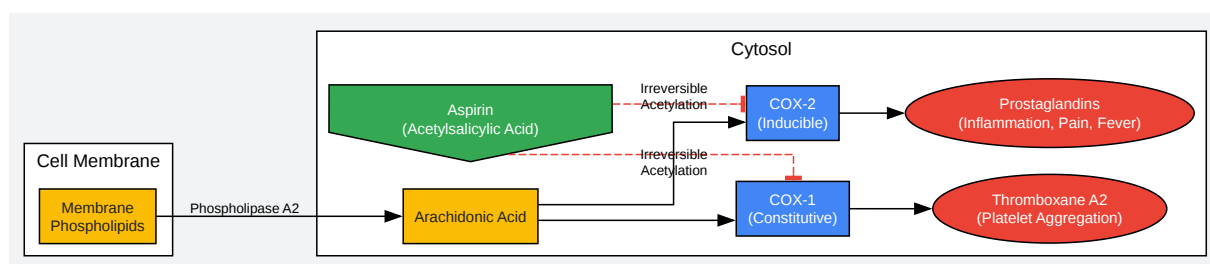 Cytosol
Aspirin
(Acetylsalicylic Acid)
Irreversible
Acetylation
COX-2
(Inducible)
Prostaglandins
(Inflammation, Pain, Fever)
Cell Membrane
Membrane
Phospholipids
Phospholipase A2
Arachidonic Acid
Irreversible
Acetylation
COX-1
(Constitutive)
Thromboxane A2
(Platelet Aggregation)